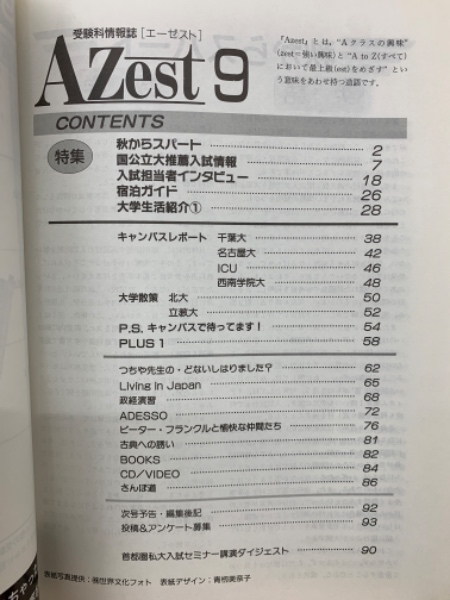 受験科情報誌［エーゼスト］
AZest 9
『Azest』とは，“Aクラスの興味”
(zest＝強い興味)と“A to Z(すべて)
において最上級(est)をめざす”とい
う意味をあわせ持つ造語です。
CONTENTS
特集
秋からスパート 2
国公立大推薦入試情報 7
入試担当者インタビュー 18
宿泊ガイド 26
大学生活紹介① 28
キャンパスレポート 千葉大 38
名古屋大 42
ICU 46
西南学院大 48
大学散策 北大 50
立教大 52
P.S. キャンパスで待ってます！ 54
PLUS 1 58
つちや先生の・どないしはりました？ 62
Living in Japan 65
政経演習 68
ADESSO 72
ピーター・フランクルと愉快な仲間たち 76
古典への誘い 81
BOOKS 82
CD／VIDEO 84
さんぽ道 86
次号予告・編集後記 92
投稿＆アンケート募集 93
首都圏私大入試セミナー講演ダイジェスト 90
表紙写真提供：㈱世界文化フォト 表紙デザイン：青栁美奈子